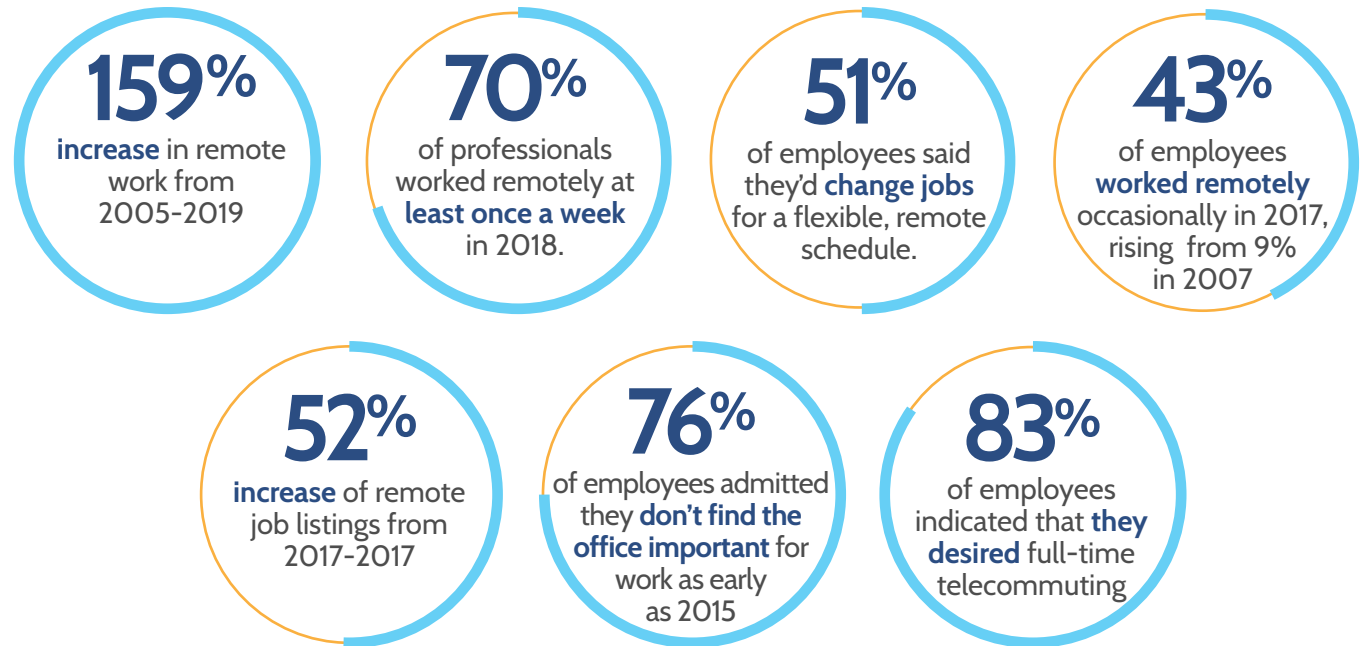 159%
increase in remote
work from
2005-2019
70%
of professionals
worked remotely at
least once a week
in 2018.
51%
of employees said
they'd change jobs
for a flexible, remote
schedule.
43%
of employees
worked remotely
occasionally in 2017,
rising from 9%
in 2007
52%
increase of remote
job listings from
2017-2017
76%
of employees admitted
they don't find the
office important for
work as early
as 2015
83%
of employees
indicated that they
desired full-time
telecommuting